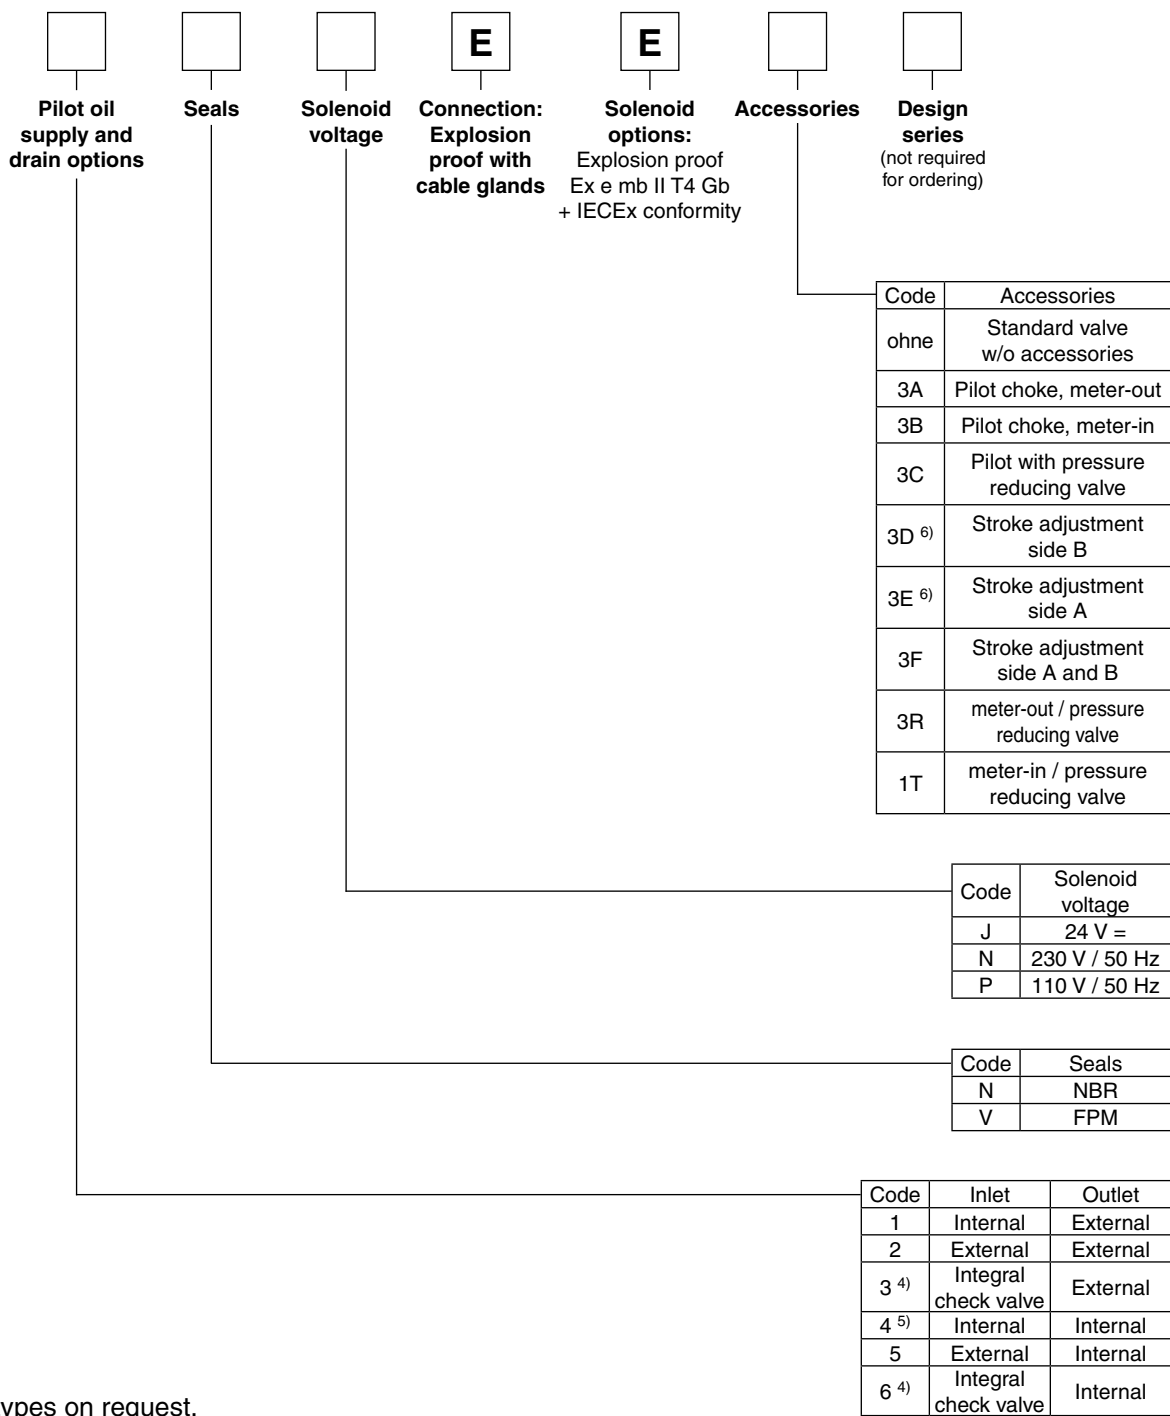 E E
Pilot oil supply and drain options
Seals
Solenoid voltage
Connection: Explosion proof with cable glands
Solenoid options: Explosion proof Ex e mb II T4 Gb + IECEx conformity
Accessories
Design series (not required for ordering)
Code Accessories
ohne Standard valve w/o accessories
3A Pilot choke, meter-out
3B Pilot choke, meter-in
3C Pilot with pressure reducing valve
3D 6) Stroke adjustment side B
3E 6) Stroke adjustment side A
3F Stroke adjustment side A and B
3R meter-out / pressure reducing valve
1T meter-in / pressure reducing valve
Code Solenoid voltage
J 24 V =
N 230 V / 50 Hz
P 110 V / 50 Hz
Code Seals
N NBR
V FPM
Code Inlet Outlet
1 Internal External
2 External External
3 4) Integral check valve External
4 5) Internal Internal
5 External Internal
6 4) Integral check valve Internal
ypes on request.